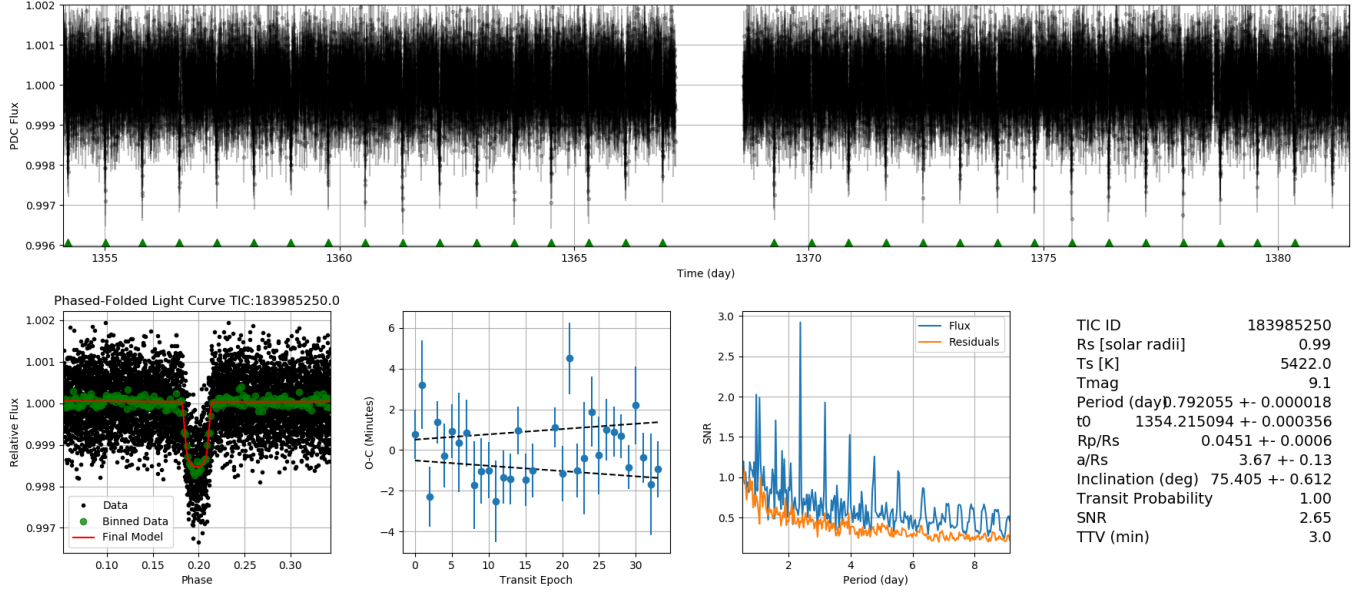 1.002
1.001
1.000
0.999
0.998
0.997
0.996
PDC Flux
1355
1360
1365
1370
1375
1380
Time (day)
Phased-Folded Light Curve TIC:183985250.0
1.002
1.001
1.000
0.999
0.998
0.997
Relative Flux
Data
Binned Data
Final Model
0.10
0.15
0.20
0.25
0.30
Phase
6
4
2
0
−2
−4
O-C (Minutes)
0
5
10
15
20
25
30
Transit Epoch
3.0
2.5
2.0
1.5
1.0
0.5
SNR
Flux
Residuals
2
4
6
8
Period (day)
TIC ID 183985250
Rs [solar radii] 0.99
Ts [K] 5422.0
Tmag 9.1
Period (day) 0.792055 +- 0.000018
t0 1354.215094 +- 0.000356
Rp/Rs 0.0451 +- 0.0006
a/Rs 3.67 +- 0.13
Inclination (deg) 75.405 +- 0.612
Transit Probability 1.00
SNR 2.65
TTV (min) 3.0